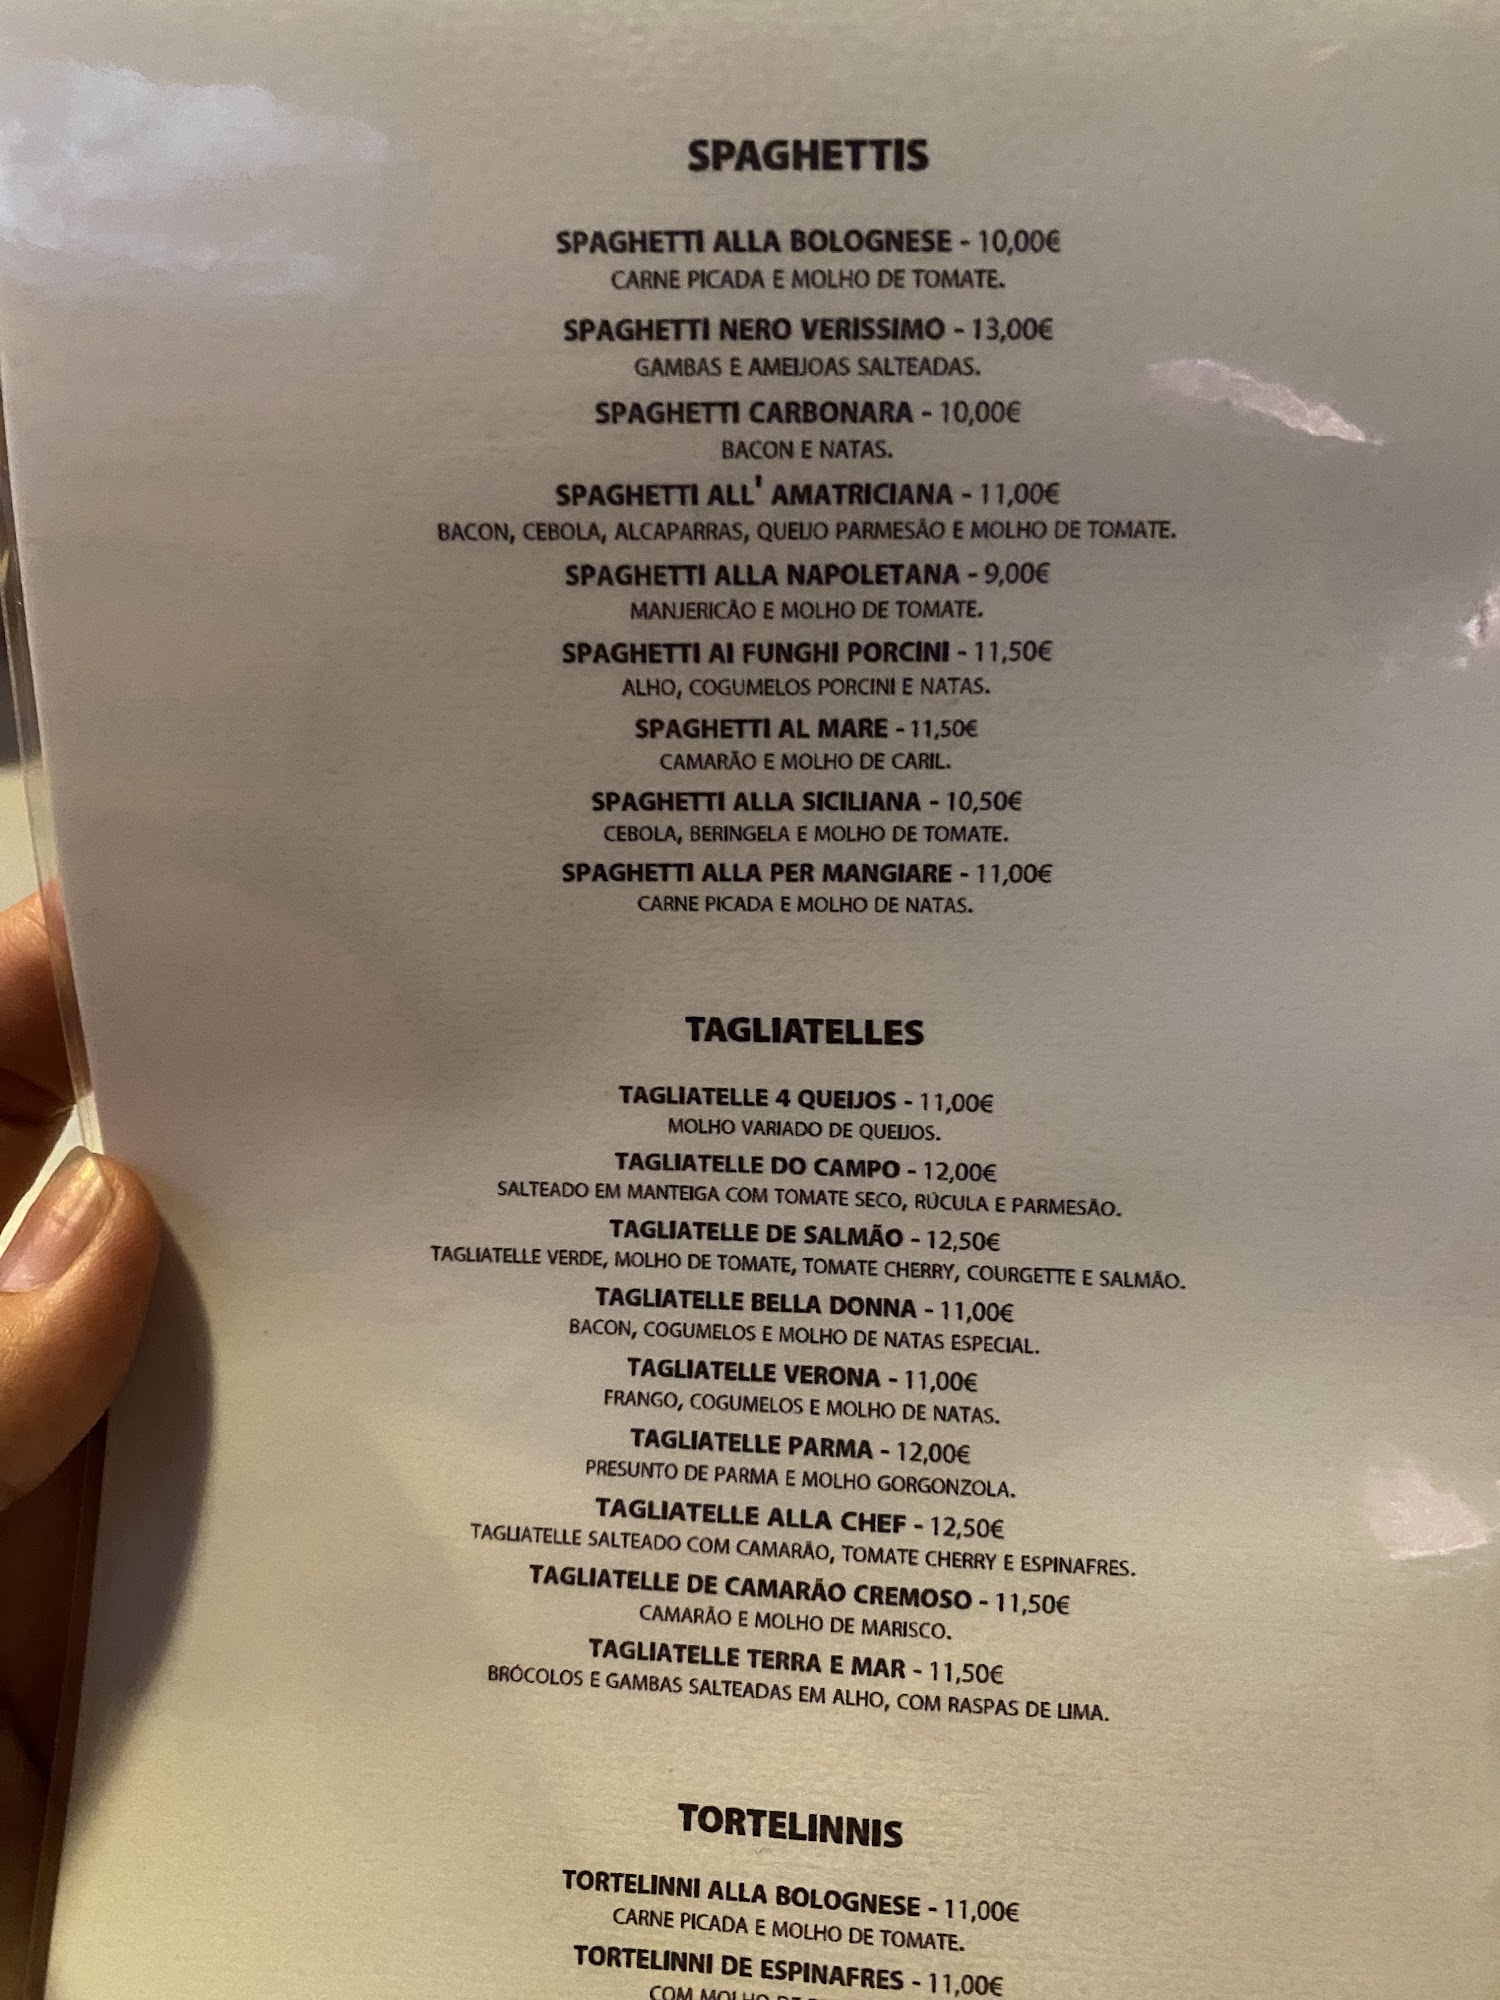 SPAGHETTIS
SPAGHETTI ALLA BOLOGNESE - 10,00€
CARNE PICADA E MOLHO DE TOMATE.
SPAGHETTI NERO VERISSIMO - 13,00€
GAMBAS E AMEIJOAS SALTEADAS.
SPAGHETTI CARBONARA - 10,00€
BACON E NATAS.
SPAGHETTI ALL' AMATRICIANA - 11,00€
BACON, CEBOLA, ALCAPARRAS, QUEIJO PARMESÃO E MOLHO DE TOMATE.
SPAGHETTI ALLA NAPOLETANA - 9,00€
MANJERICÃO E MOLHO DE TOMATE.
SPAGHETTI AI FUNGHI PORCINI - 11,50€
ALHO, COGUMELOS PORCINI E NATAS.
SPAGHETTI AL MARE - 11,50€
CAMARÃO E MOLHO DE CARIL.
SPAGHETTI ALLA SICILIANA - 10,50€
CEBOLA, BERINGELA E MOLHO DE TOMATE.
SPAGHETTI ALLA PER MANGIARE - 11,00€
CARNE PICADA E MOLHO DE NATAS.
TAGLIATELLES
TAGLIATELLE 4 QUEIJOS - 11,00€
MOLHO VARIADO DE QUEIJOS.
TAGLIATELLE DO CAMPO - 12,00€
SALTEADO EM MANTEIGA COM TOMATE SECO, RÚCULA E PARMESÃO.
TAGLIATELLE DE SALMÃO - 12,50€
TAGLIATELLE VERDE, MOLHO DE TOMATE, TOMATE CHERRY, COURGETTE E SALMÃO.
TAGLIATELLE BELLA DONNA - 11,00€
BACON, COGUMELOS E MOLHO DE NATAS ESPECIAL.
TAGLIATELLE VERONA - 11,00€
FRANGO, COGUMELOS E MOLHO DE NATAS.
TAGLIATELLE PARMA - 12,00€
PRESUNTO DE PARMA E MOLHO GORGONZOLA.
TAGLIATELLE ALLA CHEF - 12,50€
TAGLIATELLE SALTEADO COM CAMARÃO, TOMATE CHERRY E ESPINAFRES.
TAGLIATELLE DE CAMARÃO CREMOSO - 11,50€
CAMARÃO E MOLHO DE MARISCO.
TAGLIATELLE TERRA E MAR - 11,50€
BRÓCOLOS E GAMBAS SALTEADAS EM ALHO, COM RASPAS DE LIMA.
TORTELINNIS
TORTELINNI ALLA BOLOGNESE - 11,00€
CARNE PICADA E MOLHO DE TOMATE.
TORTELINNI DE ESPINAFRES - 11,00€
COM MOLHO DE